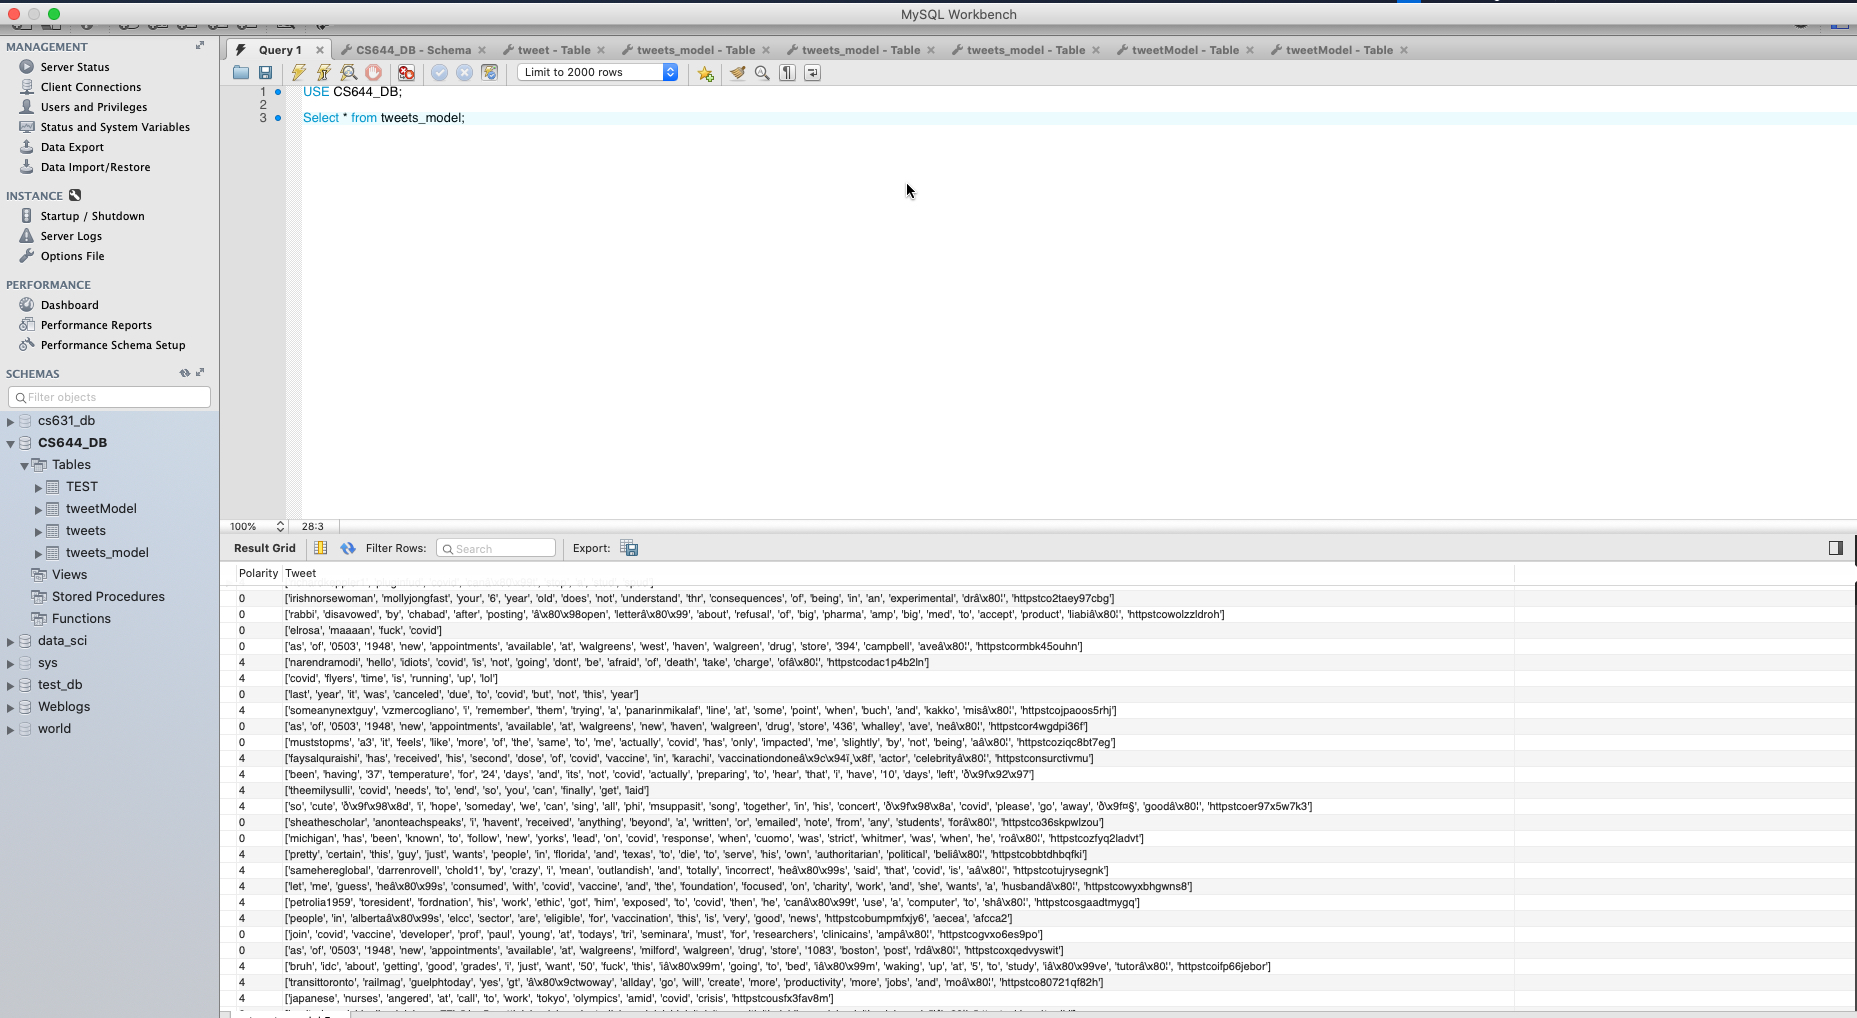 MySQL Workbench
MANAGEMENT
Server Status
Client Connections
Users and Privileges
Status and System Variables
Data Export
Data Import/Restore
INSTANCE
Startup / Shutdown
Server Logs
Options File
PERFORMANCE
Dashboard
Performance Reports
Performance Schema Setup
SCHEMAS
Filter objects
cs631_db
CS644_DB
Tables
TEST
tweetModel
tweets
tweets_model
Views
Stored Procedures
Functions
data_sci
sys
test_db
Weblogs
world
Query 1 CS644_DB - Schema tweet - Table tweets_model - Table tweets_model - Table tweets_model - Table tweetModel - Table tweetModel - Table
Limit to 2000 rows
1 USE CS644_DB;
2
3 Select * from tweets_model;
100% 28:3
Result Grid Filter Rows: Search Export:
Polarity Tweet
0 ['irishnorsewoman', 'mollyjongfast', 'your', '6', 'year', 'old', 'does', 'not', 'understand', 'thr', 'consequences', 'of', 'being', 'in', 'an', 'experimental', 'drâ\x80¦', 'httpstco2taey97cbg']
0 ['rabbi', 'disavowed', 'by', 'chabad', 'after', 'posting', 'â\x80\x98open', 'letterâ\x80\x99', 'about', 'refusal', 'of', 'big', 'pharma', 'amp', 'big', 'med', 'to', 'accept', 'product', 'liabiâ\x80¦', 'httpstcowolzzldroh']
0 ['elrosa', 'maaaan', 'fuck', 'covid']
0 ['as', 'of', '0503', '1948', 'new', 'appointments', 'available', 'at', 'walgreens', 'west', 'haven', 'walgreen', 'drug', 'store', '394', 'campbell', 'aveâ\x80¦', 'httpstcormbk45ouhn']
4 ['narendramodi', 'hello', 'idiots', 'covid', 'is', 'not', 'going', 'dont', 'be', 'afraid', 'of', 'death', 'take', 'charge', 'ofâ\x80¦', 'httpstcodac1p4b2ln']
4 ['covid', 'flyers', 'time', 'is', 'running', 'up', 'lol']
0 ['last', 'year', 'it', 'was', 'canceled', 'due', 'to', 'covid', 'but', 'not', 'this', 'year']
4 ['someanynextguy', 'vzmercogliano', 'i', 'remember', 'them', 'trying', 'a', 'panarinmikalaf', 'line', 'at', 'some', 'point', 'when', 'buch', 'and', 'kakko', 'misâ\x80¦', 'httpstcojpaoos5rhj']
0 ['as', 'of', '0503', '1948', 'new', 'appointments', 'available', 'at', 'walgreens', 'new', 'haven', 'walgreen', 'drug', 'store', '436', 'whalley', 'ave', 'neâ\x80¦', 'httpstcor4wgdpi36f']
0 ['muststopms', 'a3', 'it', 'feels', 'like', 'more', 'of', 'the', 'same', 'to', 'me', 'actually', 'covid', 'has', 'only', 'impacted', 'me', 'slightly', 'by', 'not', 'being', 'aâ\x80¦', 'httpstcoziqc8bt7eg']
4 ['faysalquraishi', 'has', 'received', 'his', 'second', 'dose', 'of', 'covid', 'vaccine', 'in', 'karachi', 'vaccinationdoneâ\x9c\x94ï¸\x8f', 'actor', 'celebrityâ\x80¦', 'httpstconsurctivmu']
4 ['been', 'having', '37', 'temperature', 'for', '24', 'days', 'and', 'its', 'not', 'covid', 'actually', 'preparing', 'to', 'hear', 'that', 'i', 'have', '10', 'days', 'left', 'ð\x9f\x92\x97']
4 ['theemilysulli', 'covid', 'needs', 'to', 'end', 'so', 'you', 'can', 'finally', 'get', 'laid']
4 ['so', 'cute', 'ð\x9f\x98\x8d', 'i', 'hope', 'someday', 'we', 'can', 'sing', 'all', 'phi', 'msuppasit', 'song', 'together', 'in', 'his', 'concert', 'ð\x9f\x98\x8a', 'covid', 'please', 'go', 'away', 'ð\x9f¤§', 'goodâ\x80¦', 'httpstcoer97x5w7k3']
0 ['sheathescholar', 'anonteachspeaks', 'i', 'havent', 'received', 'anything', 'beyond', 'a', 'written', 'or', 'emailed', 'note', 'from', 'any', 'students', 'forâ\x80¦', 'httpstco36skpwlzou']
0 ['michigan', 'has', 'been', 'known', 'to', 'follow', 'new', 'yorks', 'lead', 'on', 'covid', 'response', 'when', 'cuomo', 'was', 'strict', 'whitmer', 'was', 'when', 'he', 'roâ\x80¦', 'httpstcozfyq2ladvt']
4 ['pretty', 'certain', 'this', 'guy', 'just', 'wants', 'people', 'in', 'florida', 'and', 'texas', 'to', 'die', 'to', 'serve', 'his', 'own', 'authoritarian', 'political', 'beliâ\x80¦', 'httpstcobbtdhbqfki']
4 ['samehereglobal', 'darrenrovell', 'chold1', 'by', 'crazy', 'i', 'mean', 'outlandish', 'and', 'totally', 'incorrect', 'heâ\x80\x99s', 'said', 'that', 'covid', 'is', 'aâ\x80¦', 'httpstcotujrysegnk']
4 ['let', 'me', 'guess', 'heâ\x80\x99s', 'consumed', 'with', 'covid', 'vaccine', 'and', 'the', 'foundation', 'focused', 'on', 'charity', 'work', 'and', 'she', 'wants', 'a', 'husbandâ\x80¦', 'httpstcowyxbhgwns8']
4 ['petrolia1959', 'toresident', 'fordnation', 'his', 'work', 'ethic', 'got', 'him', 'exposed', 'to', 'covid', 'then', 'he', 'canâ\x80\x99t', 'use', 'a', 'computer', 'to', 'shâ\x80¦', 'httpstcosgaadtmygq']
4 ['people', 'in', 'albertaâ\x80\x99s', 'elcc', 'sector', 'are', 'eligible', 'for', 'vaccination', 'this', 'is', 'very', 'good', 'news', 'httpstcobumpmfxjy6', 'aecea', 'afcca2']
0 ['join', 'covid', 'vaccine', 'developer', 'prof', 'paul', 'young', 'at', 'todays', 'tri', 'seminara', 'must', 'for', 'researchers', 'clinicains', 'ampâ\x80¦', 'httpstcogvxo6es9po']
0 ['as', 'of', '0503', '1948', 'new', 'appointments', 'available', 'at', 'walgreens', 'milford', 'walgreen', 'drug', 'store', '1083', 'boston', 'post', 'rdâ\x80¦', 'httpstcoxqedvyswit']
4 ['bruh', 'idc', 'about', 'getting', 'good', 'grades', 'i', 'just', 'want', '50', 'fuck', 'this', 'iâ\x80\x99m', 'going', 'to', 'bed', 'iâ\x80\x99m', 'waking', 'up', 'at', '5', 'to', 'study', 'iâ\x80\x99ve', 'tutorâ\x80¦', 'httpstcoifp66jebor']
4 ['transittoronto', 'railmag', 'guelphtoday', 'yes', 'gt', 'â\x80\x9ctwoway', 'allday', 'go', 'will', 'create', 'more', 'productivity', 'more', 'jobs', 'and', 'moâ\x80¦', 'httpstco80721qf82h']
4 ['japanese', 'nurses', 'angered', 'at', 'call', 'to', 'work', 'tokyo', 'olympics', 'amid', 'covid', 'crisis', 'httpstcousfx3fav8m']